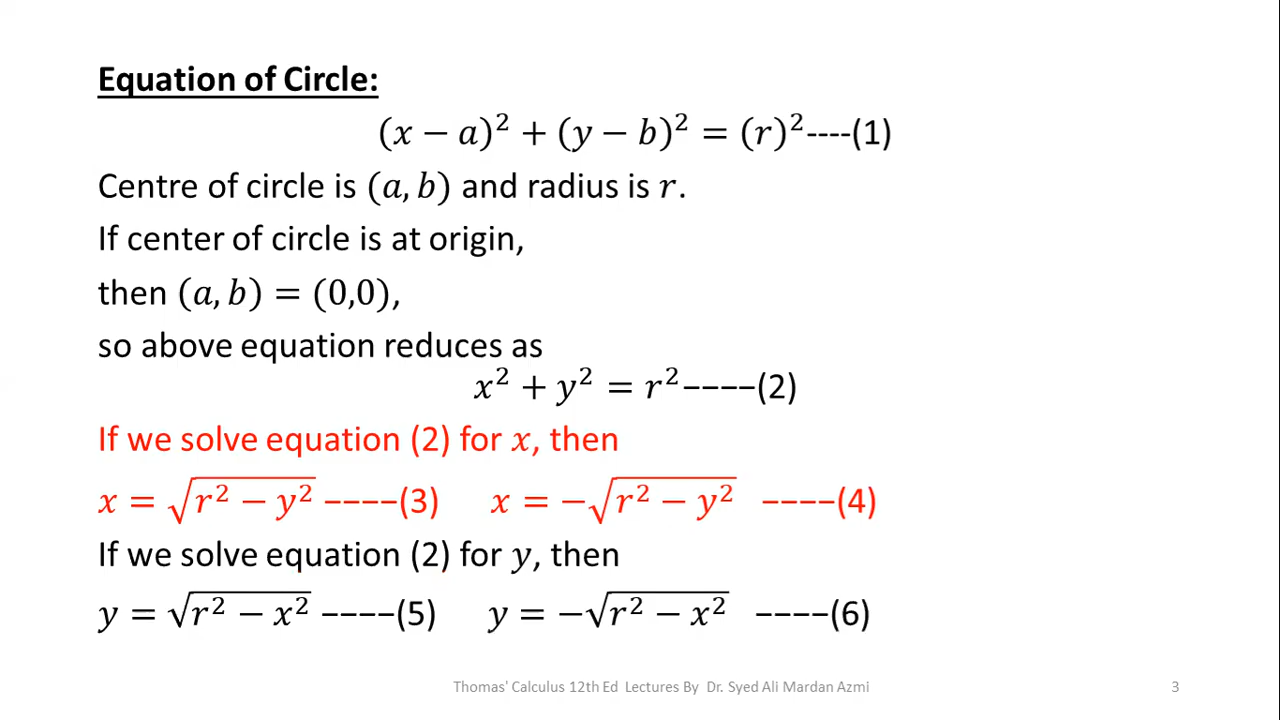 Equation of Circle:
(x − a)² + (y − b)² = (r)²----(1)
Centre of circle is (a, b) and radius is r.
If center of circle is at origin,
then (a, b) = (0,0),
so above equation reduces as
x² + y² = r²−−−−(2)
If we solve equation (2) for x, then
x = √(r² − y²) −−−−(3) x = −√(r² − y²) −−−−(4)
If we solve equation (2) for y, then
y = √(r² − x²) −−−−(5) y = −√(r² − x²) −−−−(6)
Thomas' Calculus 12th Ed Lectures By Dr. Syed Ali Mardan Azmi 3